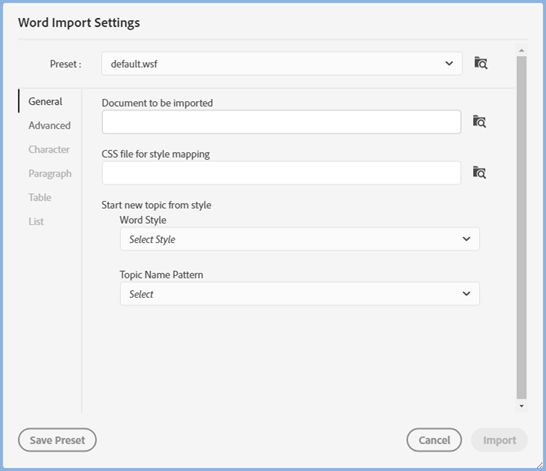 Word Import Settings
Preset : default.wsf
General
Advanced
Character
Paragraph
Table
List
Document to be imported
CSS file for style mapping
Start new topic from style
Word Style
Select Style
Topic Name Pattern
Select
Save Preset Cancel Import